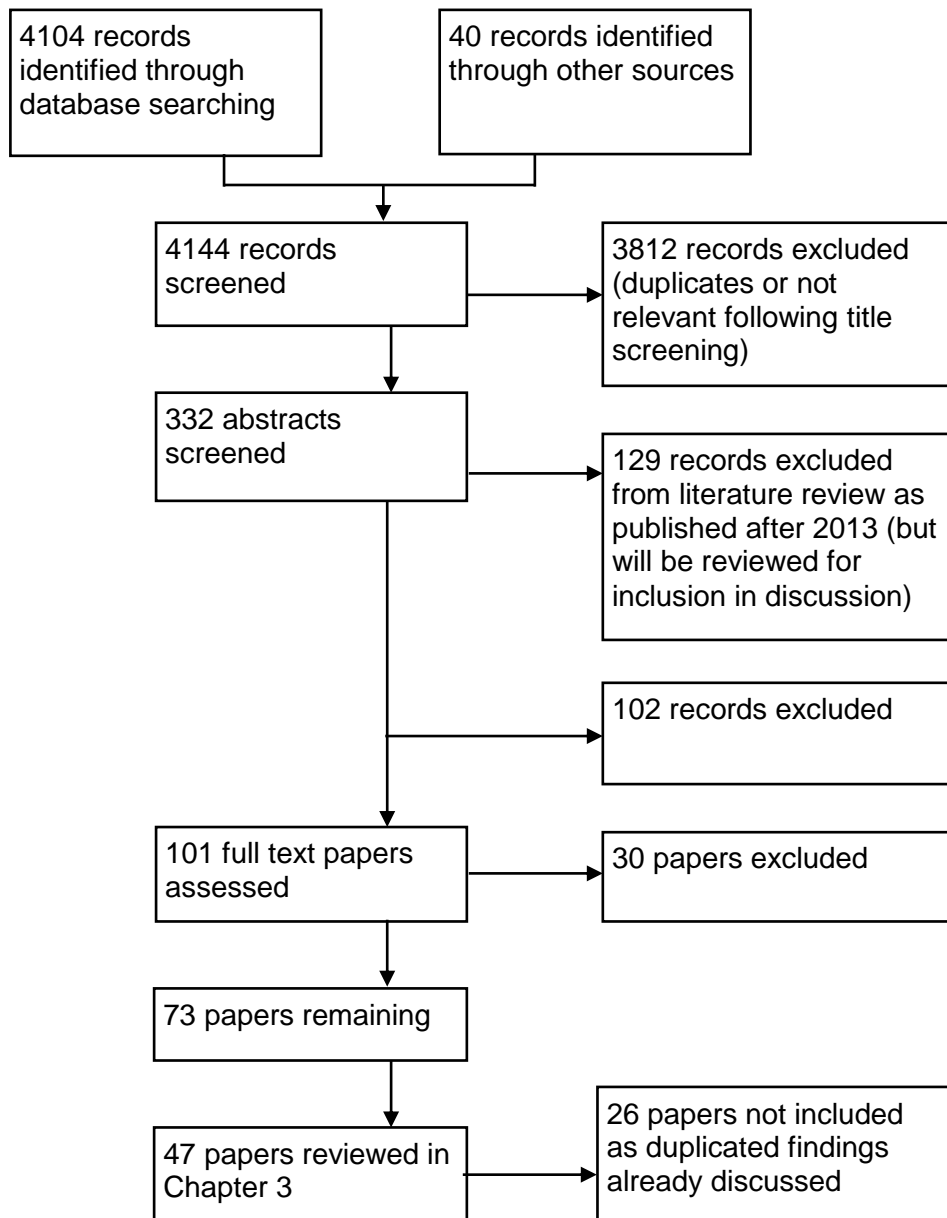 4104 records
identified through
database searching
40 records identified
through other sources
4144 records
screened
3812 records excluded
(duplicates or not
relevant following title
screening)
332 abstracts
screened
129 records excluded
from literature review as
published after 2013 (but
will be reviewed for
inclusion in discussion)
102 records excluded
101 full text papers
assessed
30 papers excluded
73 papers remaining
47 papers reviewed in
Chapter 3
26 papers not included
as duplicated findings
already discussed